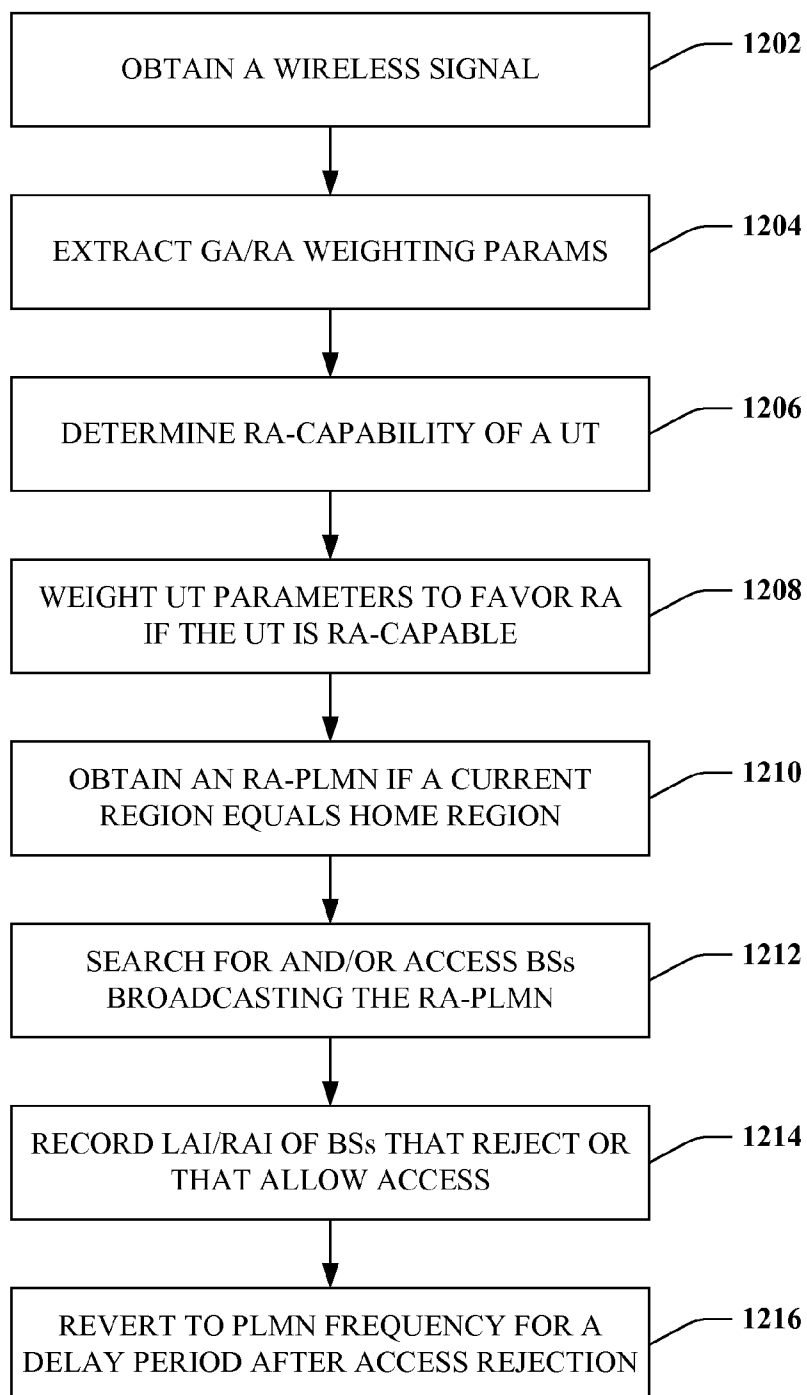 OBTAIN A WIRELESS SIGNAL
1202
EXTRACT GA/RA WEIGHTING PARAMS
1204
DETERMINE RA-CAPABILITY OF A UT
1206
WEIGHT UT PARAMETERS TO FAVOR RA
IF THE UT IS RA-CAPABLE
1208
OBTAIN AN RA-PLMN IF A CURRENT
REGION EQUALS HOME REGION
1210
SEARCH FOR AND/OR ACCESS BSs
BROADCASTING THE RA-PLMN
1212
RECORD LAI/RAI OF BSs THAT REJECT OR
THAT ALLOW ACCESS
1214
REVERT TO PLMN FREQUENCY FOR A
DELAY PERIOD AFTER ACCESS REJECTION
1216